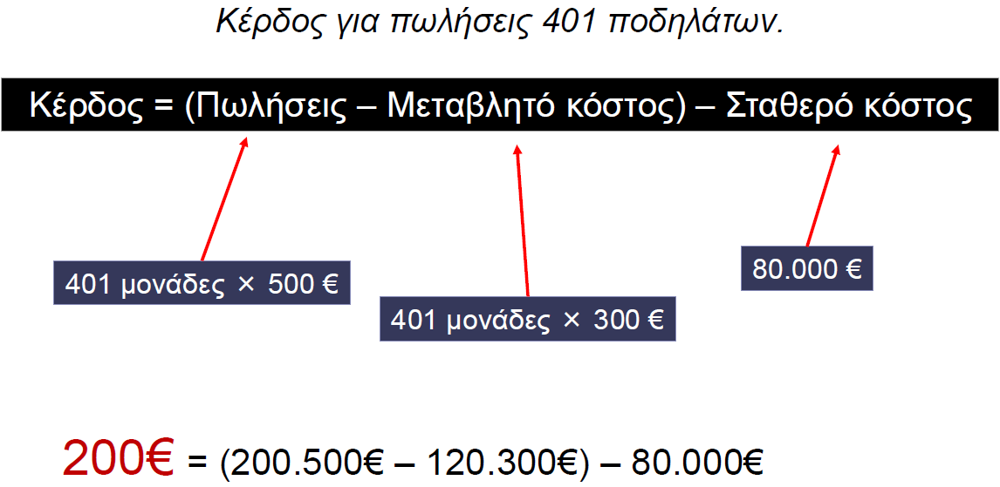 Κέρδος για πωλήσεις 401 ποδηλάτων.
Κέρδος = (Πωλήσεις – Μεταβλητό κόστος) – Σταθερό κόστος
401 μονάδες × 500 €
401 μονάδες × 300 €
80.000 €
200€ = (200.500€ – 120.300€) – 80.000€